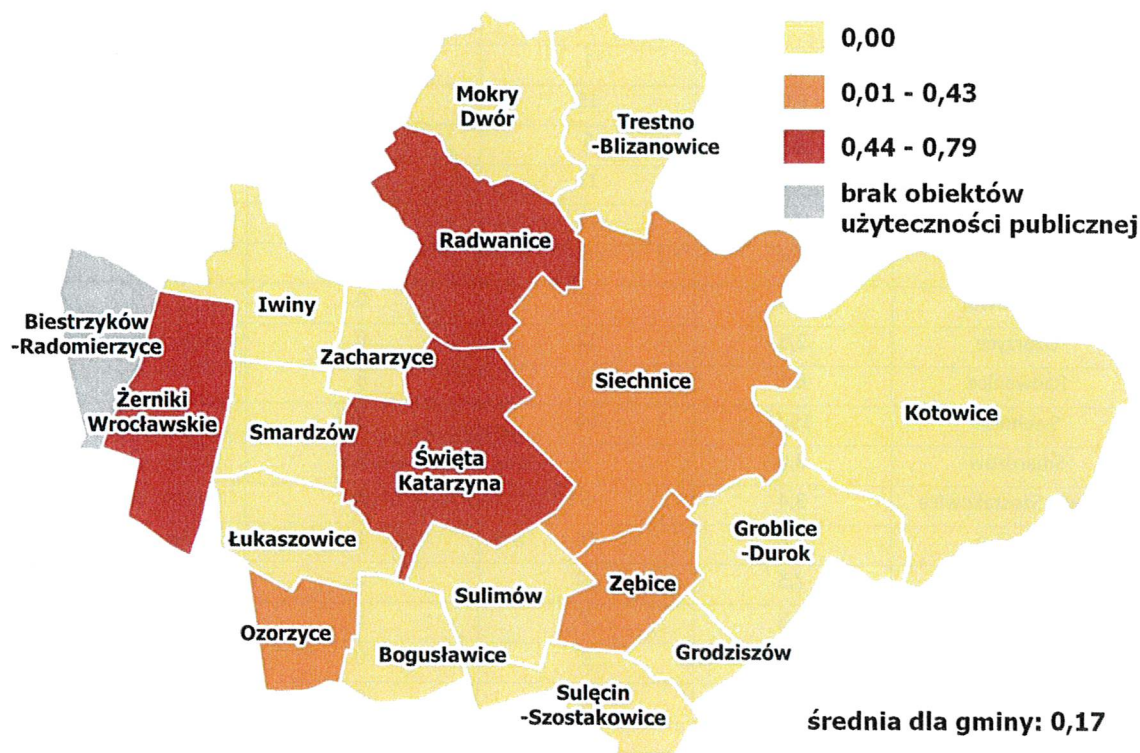 0,00
0,01 - 0,43
0,44 - 0,79
brak obiektów
użyteczności publicznej
Mokry
Dwór
Trestno
-Blizanowice
Radwanice
Iwiny
Biestrzyków
-Radomierzyce
Zacharzyce
Siechnice
Żerniki
Wrocławskie
Kotowice
Smardzów
Święta
Katarzyna
Łukaszowice
Groblice
-Durok
Sulimów
Zębice
Ozorzyce
Bogusławice
Grodziszów
Sulęcin
-Szostakowice
średnia dla gminy: 0,17